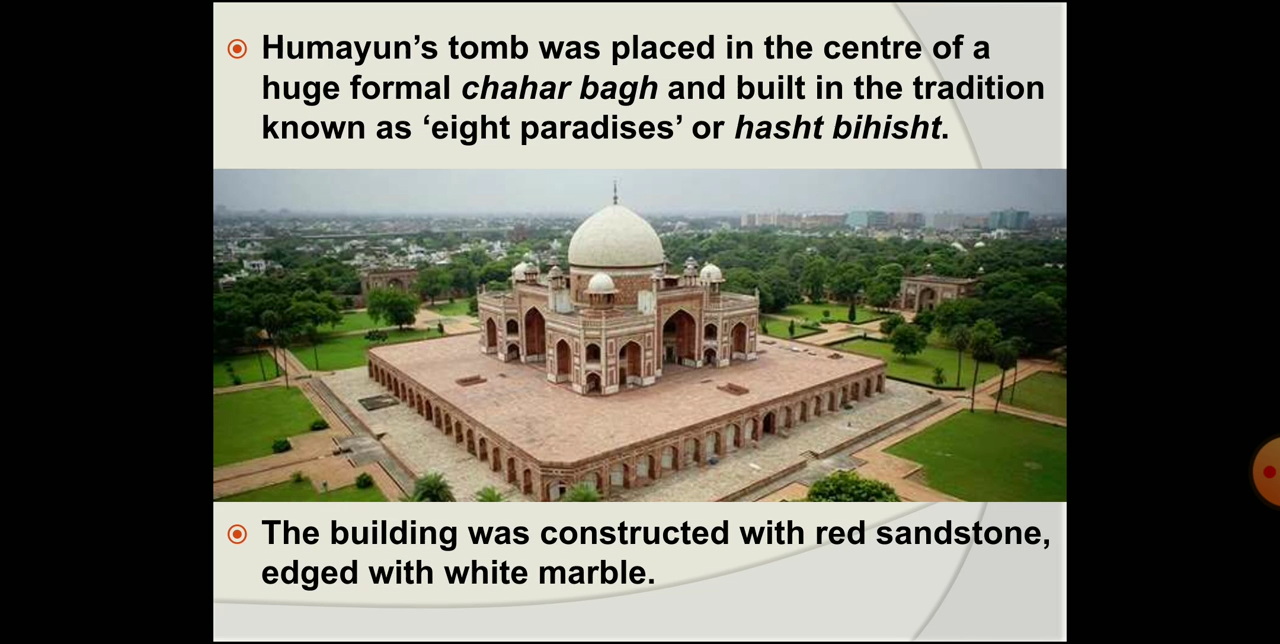 Humayun’s tomb was placed in the centre of a
huge formal chahar bagh and built in the tradition
known as ‘eight paradises’ or hasht bihisht.
The building was constructed with red sandstone,
edged with white marble.